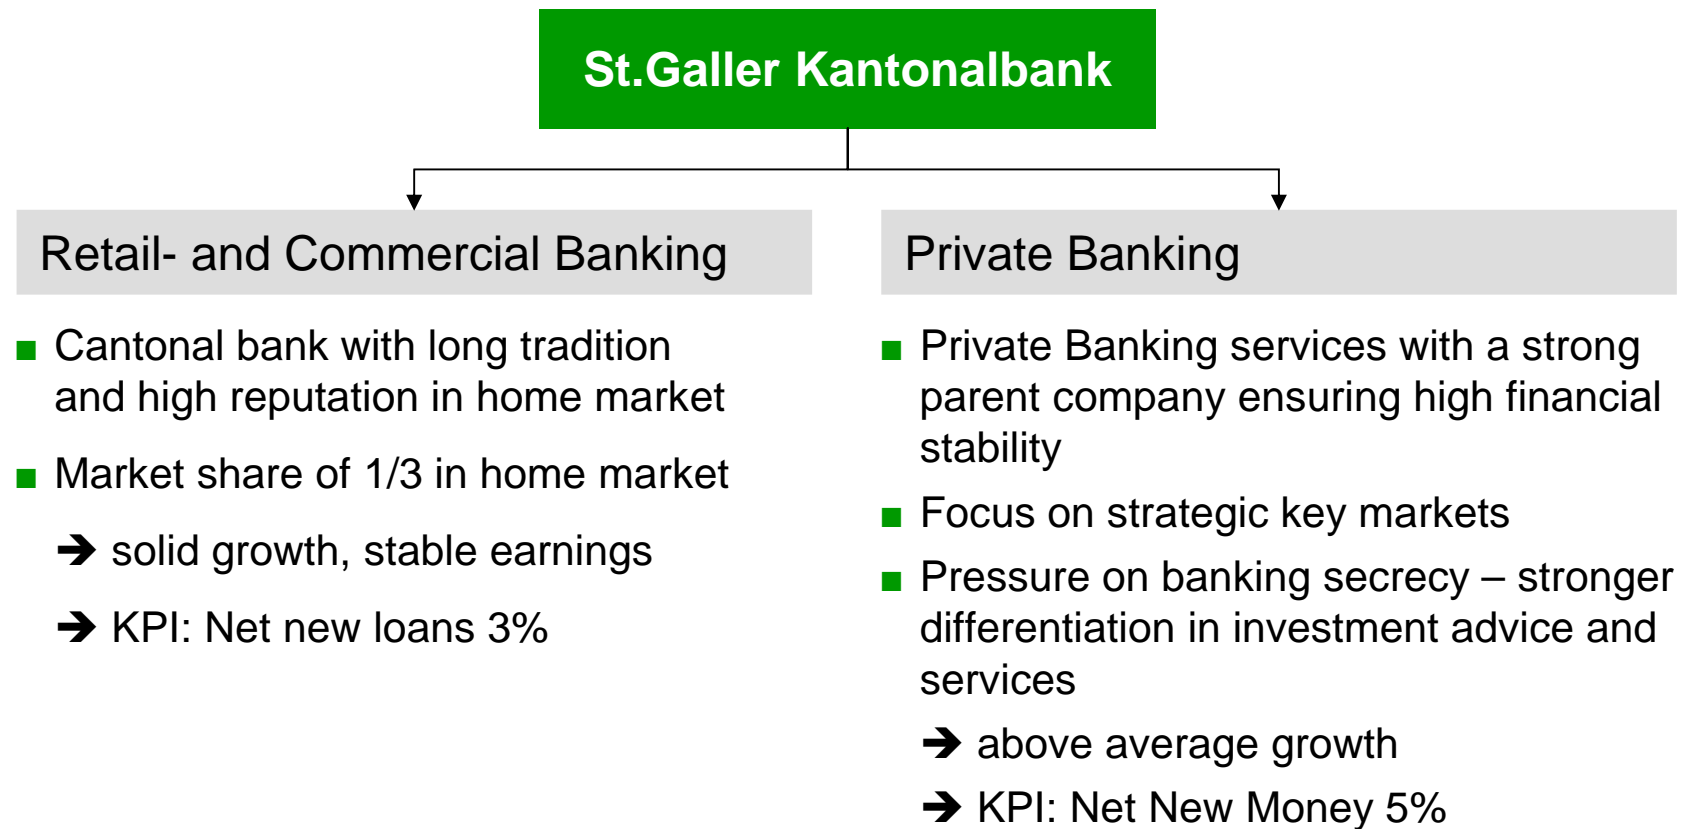 St.Galler Kantonalbank
Retail- and Commercial Banking
■ Cantonal bank with long tradition
and high reputation in home market
■ Market share of 1/3 in home market
➔ solid growth, stable earnings
➔ KPI: Net new loans 3%
Private Banking
■ Private Banking services with a strong
parent company ensuring high financial
stability
■ Focus on strategic key markets
■ Pressure on banking secrecy – stronger
differentiation in investment advice and
services
➔ above average growth
➔ KPI: Net New Money 5%